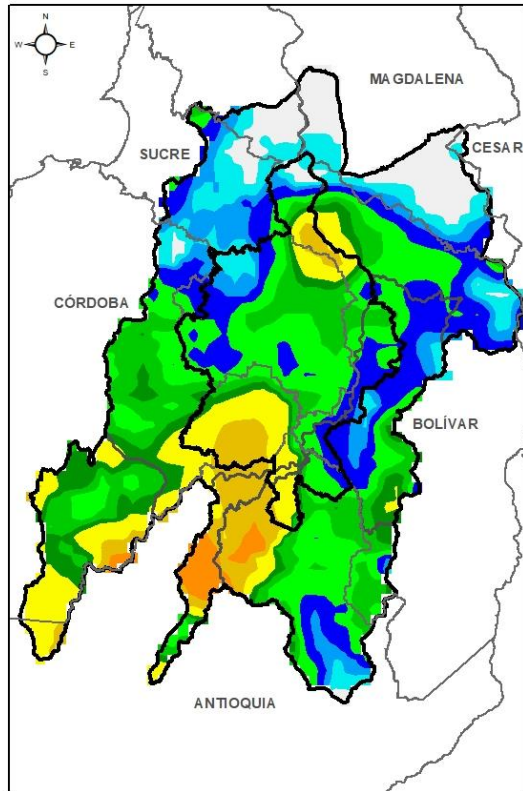 N
W E
S
MAGDALENA
CESAR
SUCRE
CÓRDOBA
BOLÍVAR
ANTIOQUIA